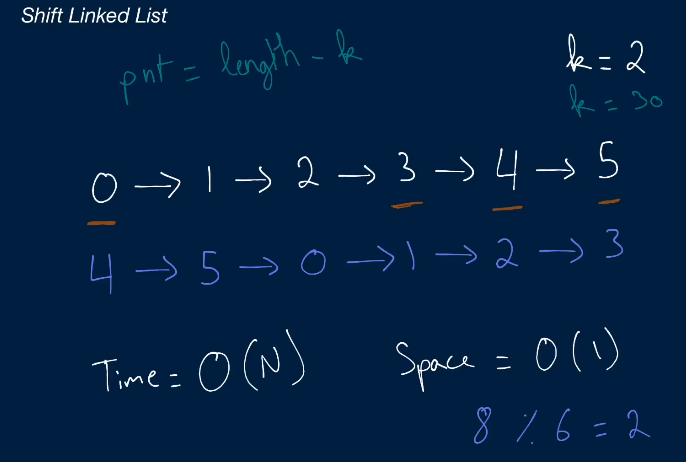 Shift Linked List
pnt = length - k
k = 2
k = 30
0 → 1 → 2 → 3 → 4 → 5
4 → 5 → 0 → 1 → 2 → 3
Time = O(N)
Space = O(1)
8 % 6 = 2